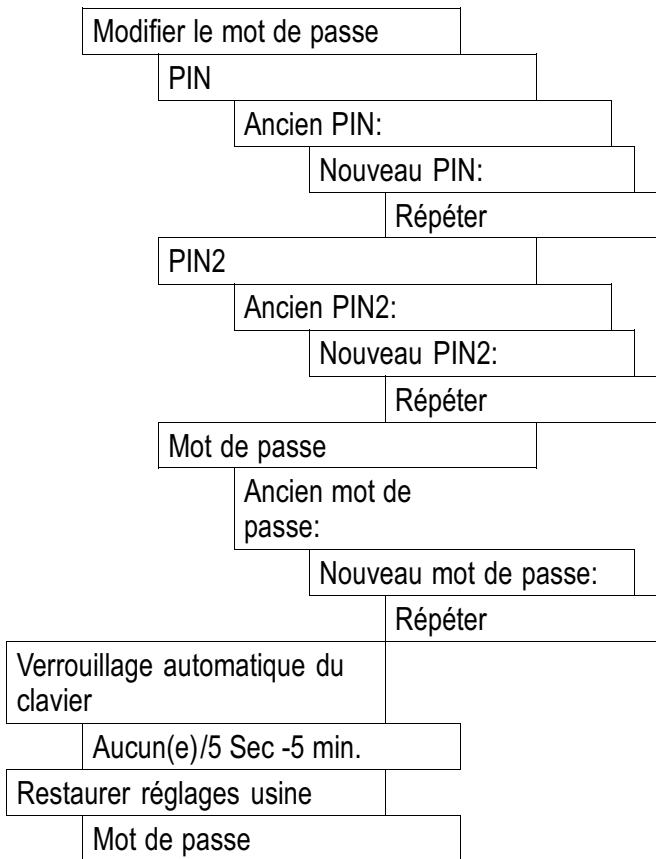 Modifier le mot de passe
PIN
Ancien PIN:
Nouveau PIN:
Répéter
PIN2
Ancien PIN2:
Nouveau PIN2:
Répéter
Mot de passe
Ancien mot de
passe:
Nouveau mot de passe:
Répéter
Verrouillage automatique du
clavier
Aucun(e)/5 Sec -5 min.
Restaurer réglages usine
Mot de passe